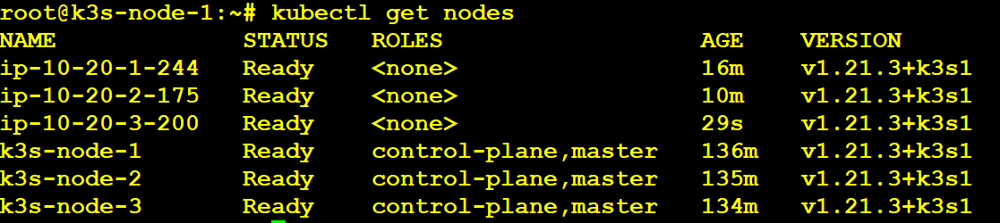 root@k3s-node-1:~# kubectl get nodes
NAME STATUS ROLES AGE VERSION
ip-10-20-1-244 Ready <none> 16m v1.21.3+k3s1
ip-10-20-2-175 Ready <none> 10m v1.21.3+k3s1
ip-10-20-3-200 Ready <none> 29s v1.21.3+k3s1
k3s-node-1 Ready control-plane,master 136m v1.21.3+k3s1
k3s-node-2 Ready control-plane,master 135m v1.21.3+k3s1
k3s-node-3 Ready control-plane,master 134m v1.21.3+k3s1